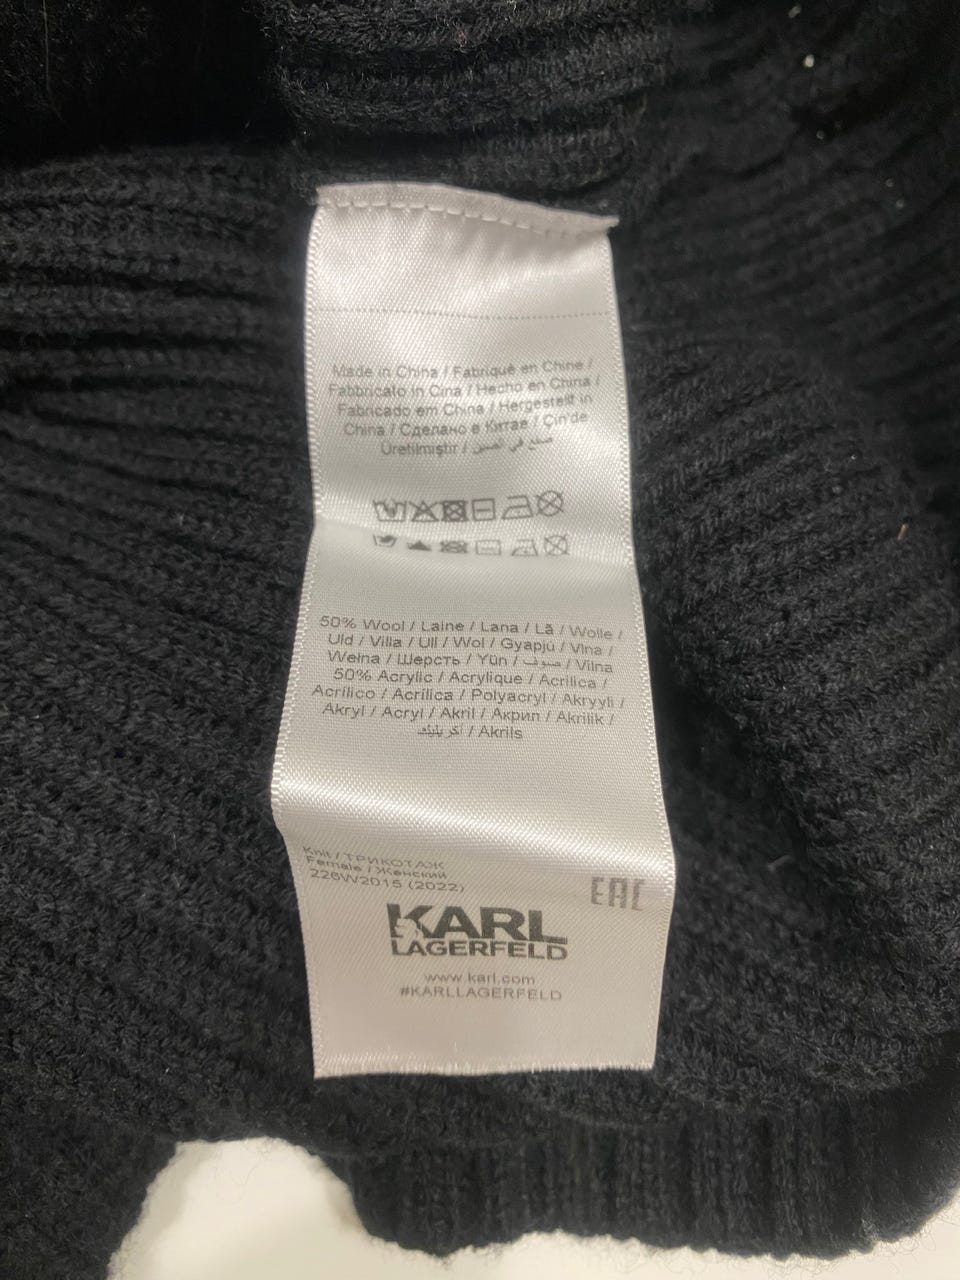 Made in China / Fabriqué en Chine /
Fabbricato in Cina / Hecho en China /
Fabricado em China / Hergestellt in
China / Сделано в Китае / Çin'de
Üretilmiştir / صنع في الصين
50% Wool / Laine / Lana / Lã / Wolle /
Uld / Villa / Ull / Wol / Gyapjú / Vlna /
Wełna / Шерсть / Yün / صوف / Vilna
50% Acrylic / Acrylique / Acrilica /
Acrílico / Acrílica / Polyacryl / Akryyli /
Akryl / Acryl / Akril / Акрил / Akrilik /
أكريليك / Akrils
Knit / ТРИКОТАЖ
Female / Женский
226W2015 (2022)
EAC
KARL
LAGERFELD
www.karl.com
#KARLLAGERFELD